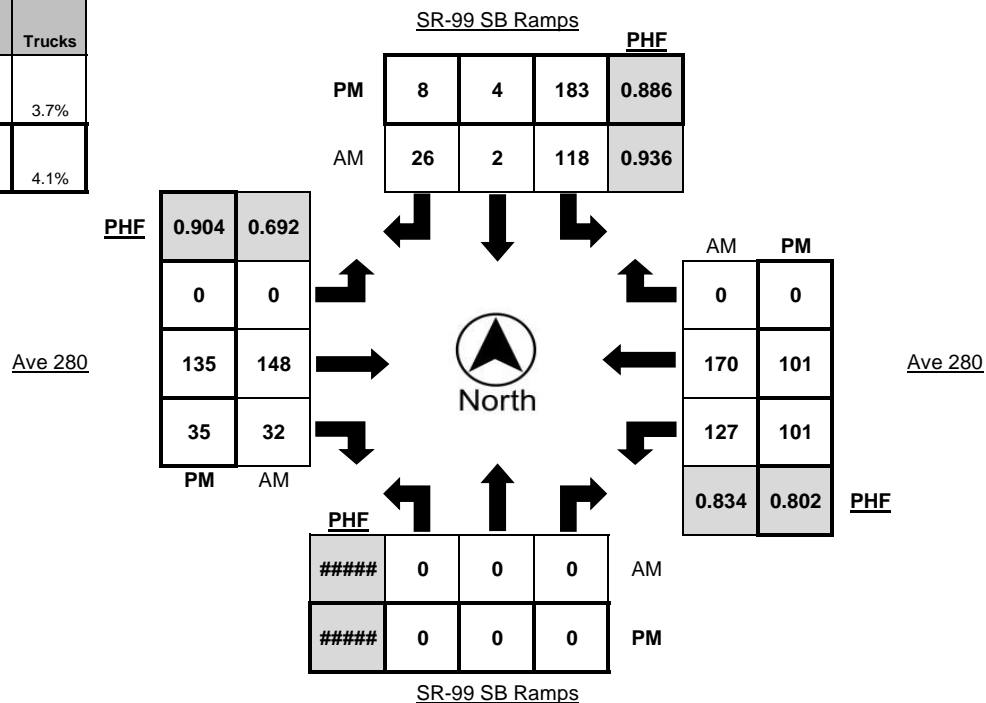 SR-99 SB Ramps
Trucks
PHF
3.7%
PM 8 4 183 0.886
AM 26 2 118 0.936
4.1%
PHF 0.904 0.692
AM PM
0 0
0 0
Ave 280
135 148
North
170 101
Ave 280
35 32
127 101
PM AM
0.834 0.802 PHF
PHF
##### 0 0 0 AM
##### 0 0 0 PM
SR-99 SB Ramps